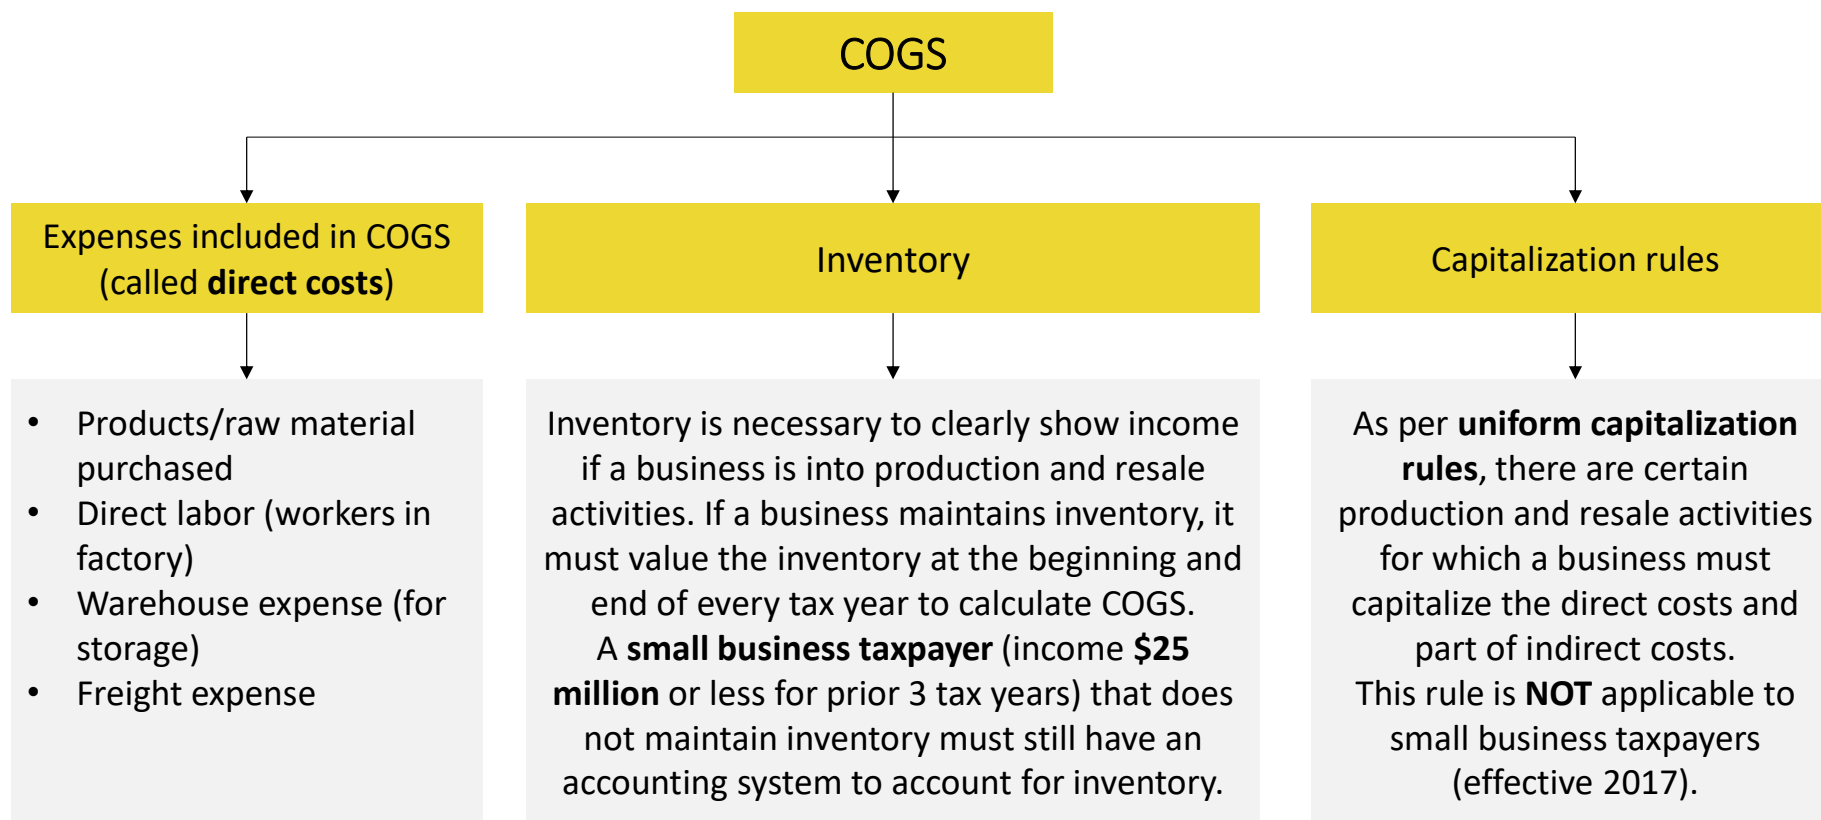 COGS
Expenses included in COGS
(called direct costs)
Inventory
Capitalization rules
• Products/raw material
purchased
• Direct labor (workers in
factory)
• Warehouse expense (for
storage)
• Freight expense
Inventory is necessary to clearly show income
if a business is into production and resale
activities. If a business maintains inventory, it
must value the inventory at the beginning and
end of every tax year to calculate COGS.
A small business taxpayer (income $25
million or less for prior 3 tax years) that does
not maintain inventory must still have an
accounting system to account for inventory.
As per uniform capitalization
rules, there are certain
production and resale activities
for which a business must
capitalize the direct costs and
part of indirect costs.
This rule is NOT applicable to
small business taxpayers
(effective 2017).